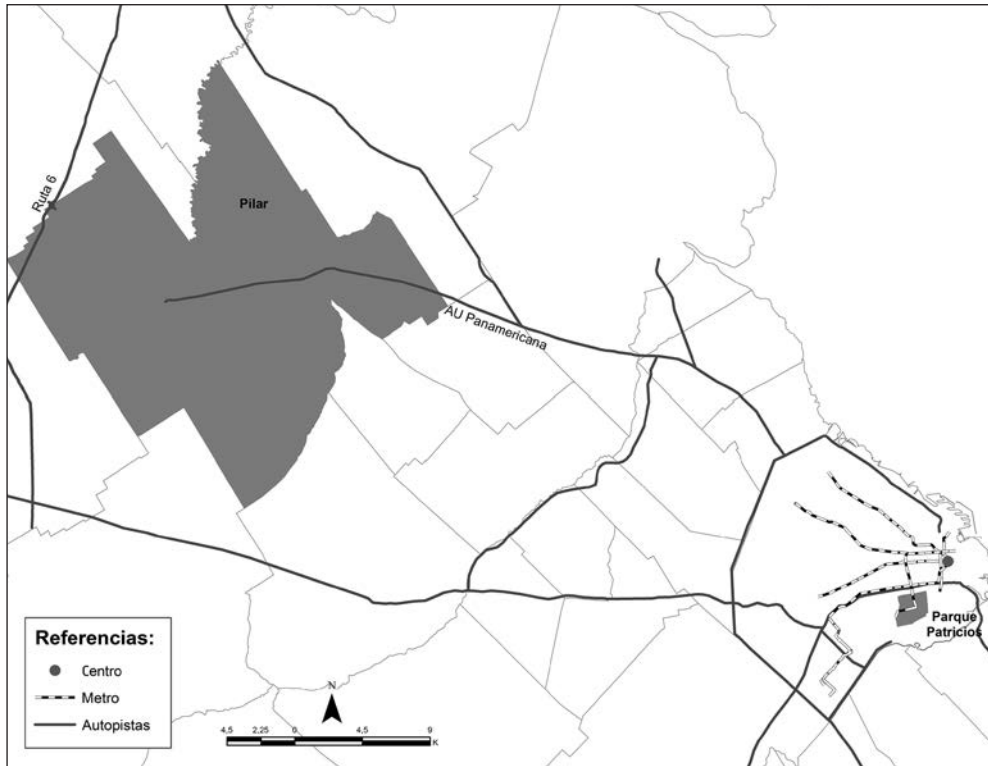 Ruta 6
Pilar
AU Panamericana
Parque
Patricios
Referencias:
Centro
Metro
Autopistas
N
4,5 2,25 0 4,5 9
K